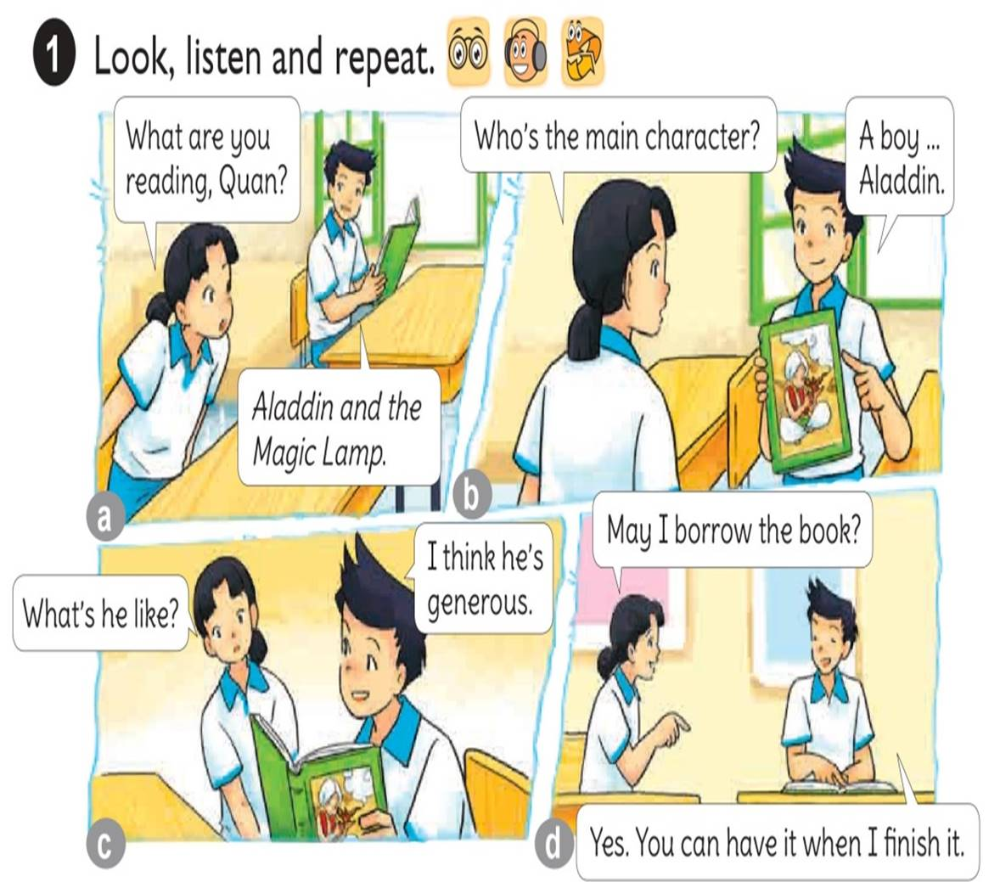 1 Look, listen and repeat.
What are you
reading, Quan?
Aladdin and the
Magic Lamp.
a
Who's the main character?
A boy ...
Aladdin.
b
What's he like?
I think he's
generous.
c
May I borrow the book?
Yes. You can have it when I finish it.
d